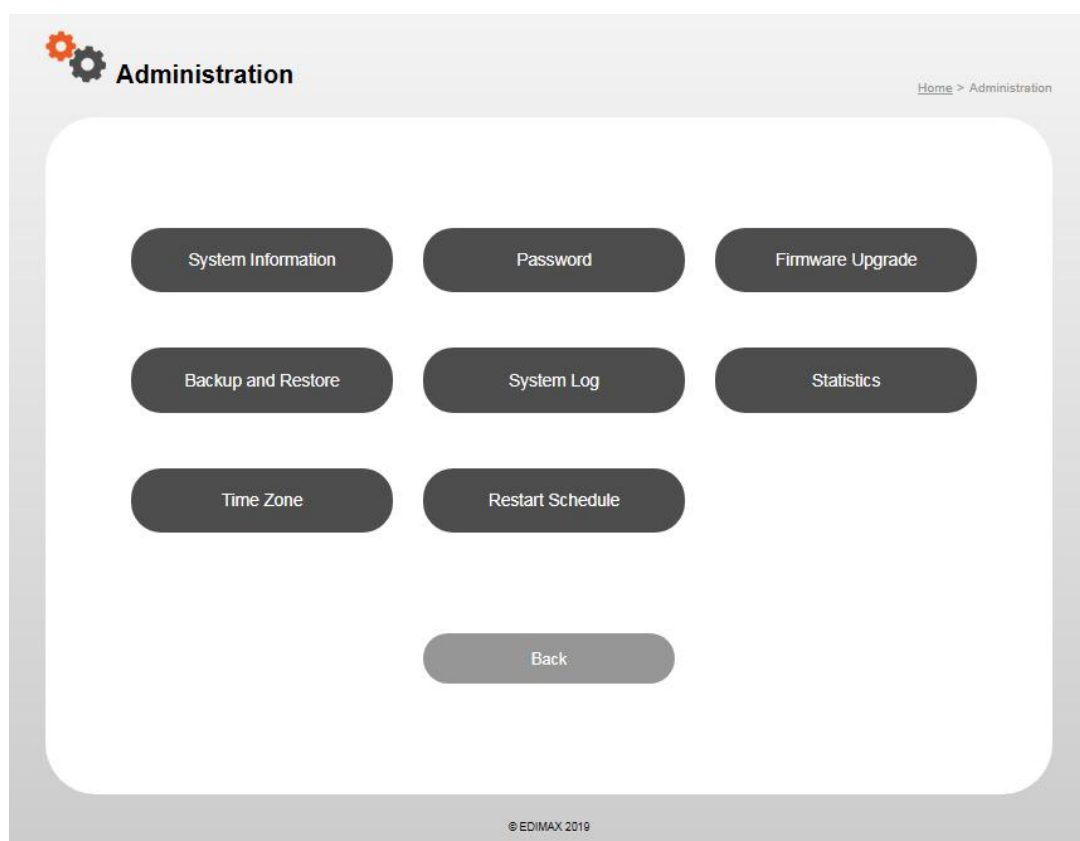 Administration
Home > Administration
System Information
Password
Firmware Upgrade
Backup and Restore
System Log
Statistics
Time Zone
Restart Schedule
Back
© EDIMAX 2019